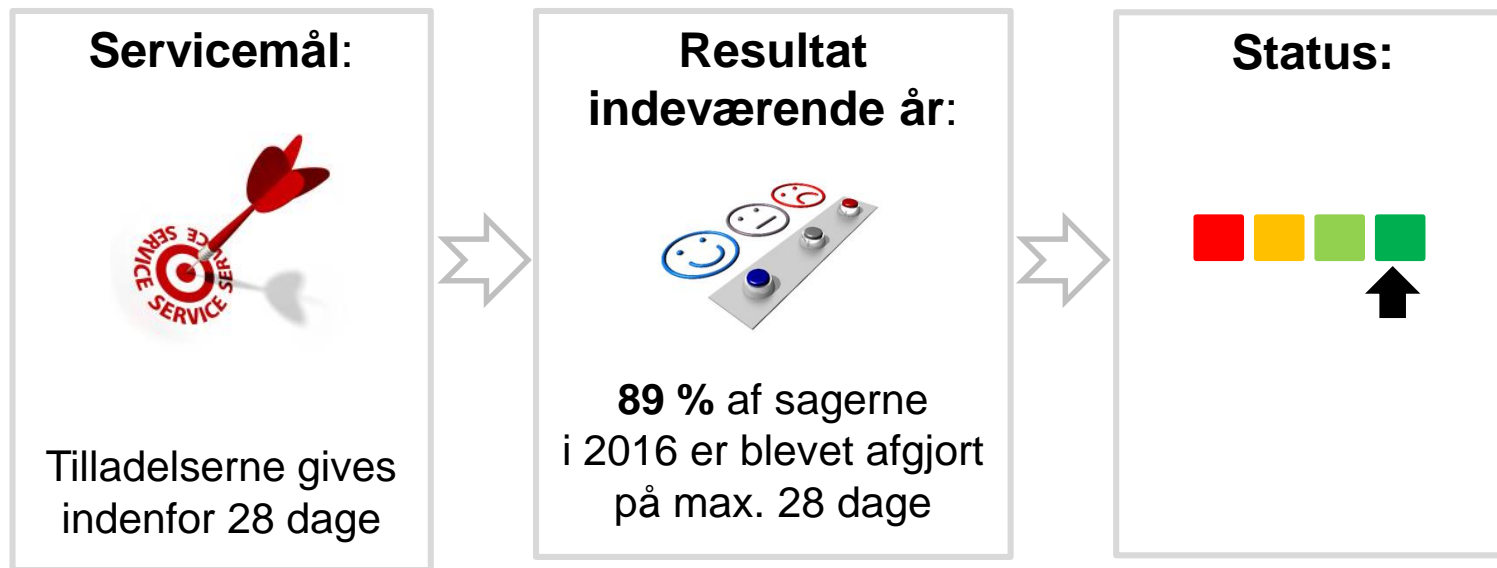 Servicemål:
SERVICE SERVICE SERVICE
Tilladelserne gives
indenfor 28 dage
Resultat
indeværende år:
89 % af sagerne
i 2016 er blevet afgjort
på max. 28 dage
Status: